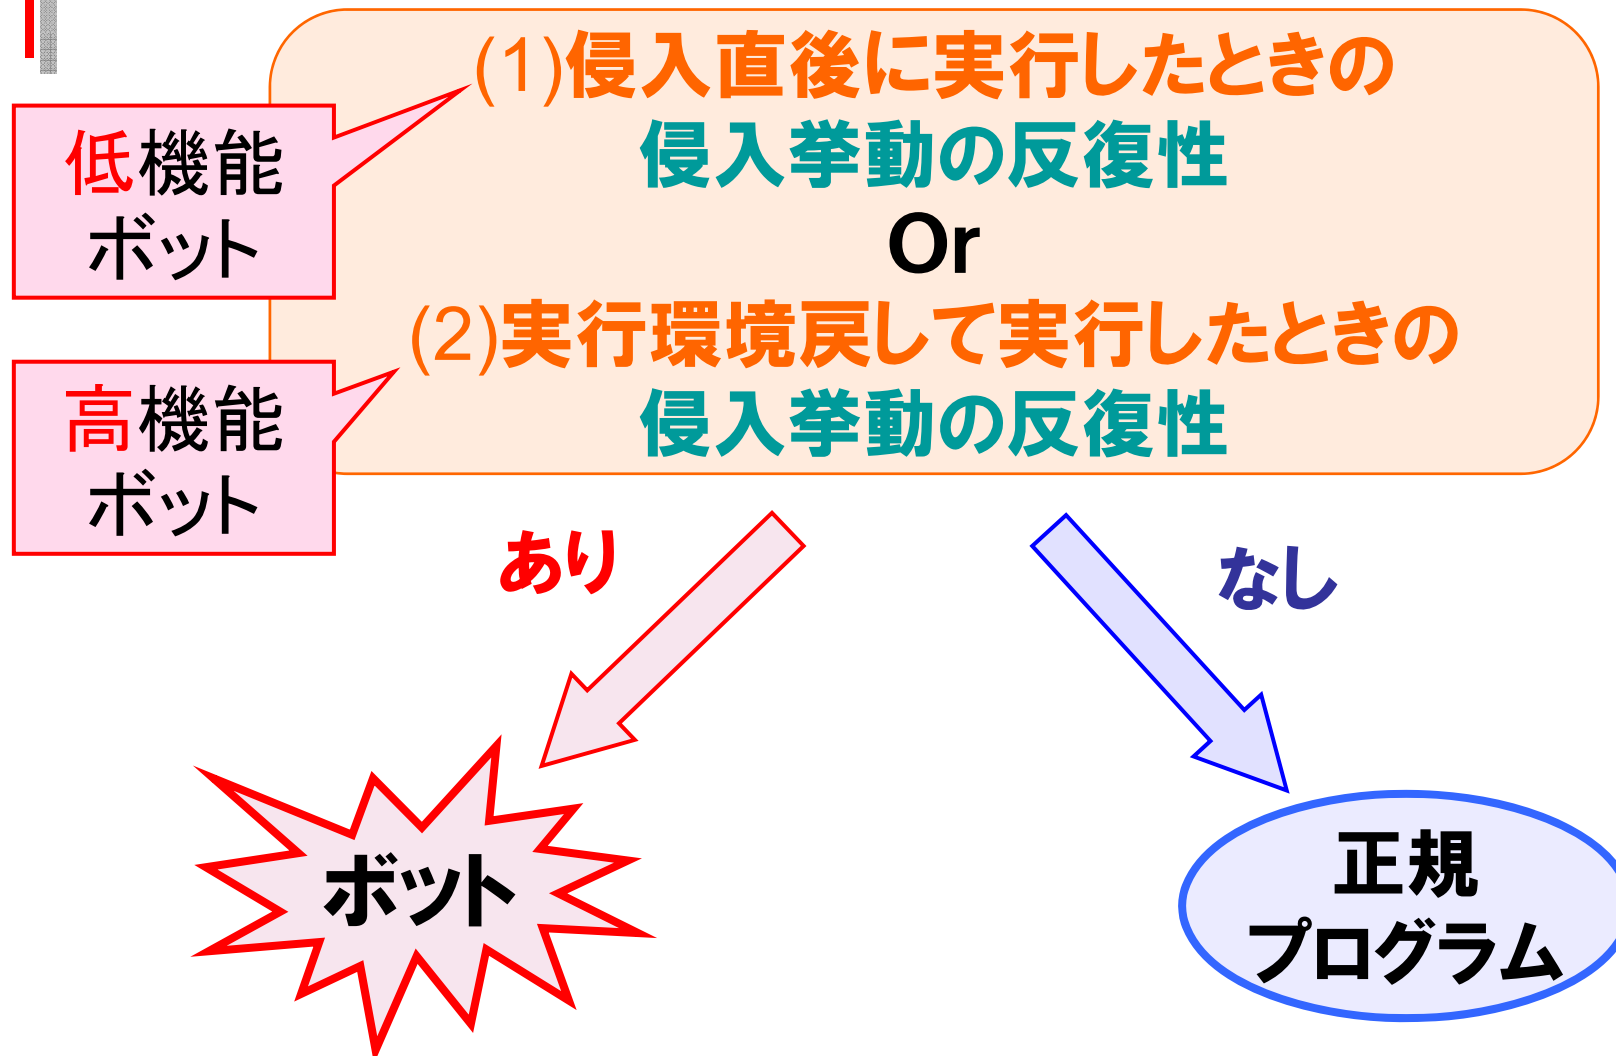 (1)侵入直後に実行したときの
侵入挙動の反復性
Or
(2)実行環境戻して実行したときの
侵入挙動の反復性
低機能
ボット
高機能
ボット
あり
なし
ボット
正規
プログラム